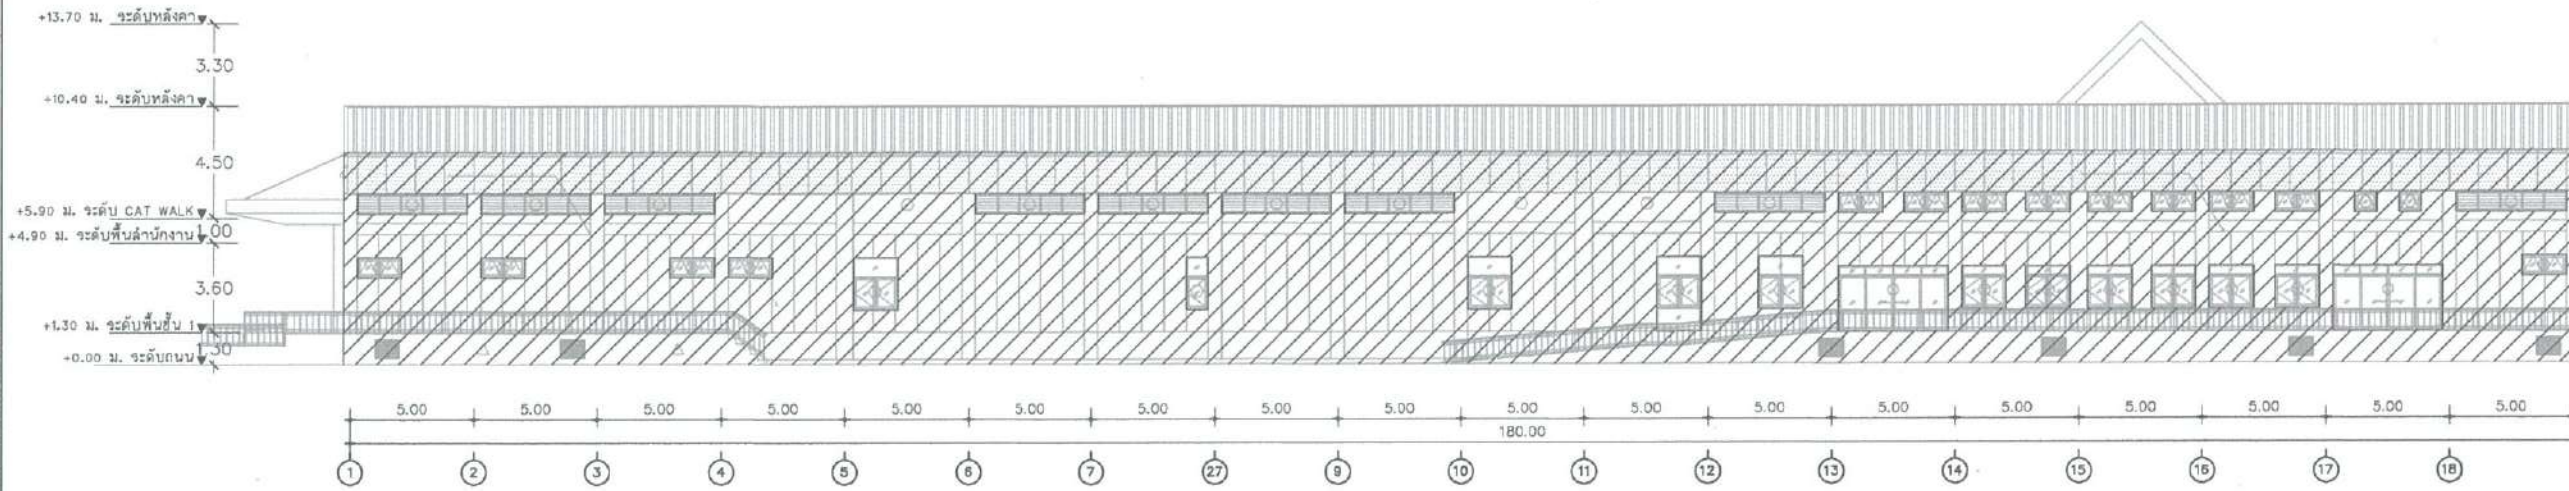 +13.70 ม. ระดับหลังคา
3.30
+10.40 ม. ระดับหลังคา
4.50
+5.90 ม. ระดับ CAT WALK
1.00
+4.90 ม. ระดับพื้นสำนักงาน
3.60
+1.30 ม. ระดับพื้นชั้น 1
1.30
+0.00 ม. ระดับถนน
5.00 5.00 5.00 5.00 5.00 5.00 5.00 5.00 5.00 5.00 5.00 5.00 5.00 5.00 5.00 5.00 5.00 5.00
180.00
1 2 3 4 5 6 7 27 9 10 11 12 13 14 15 16 17 18